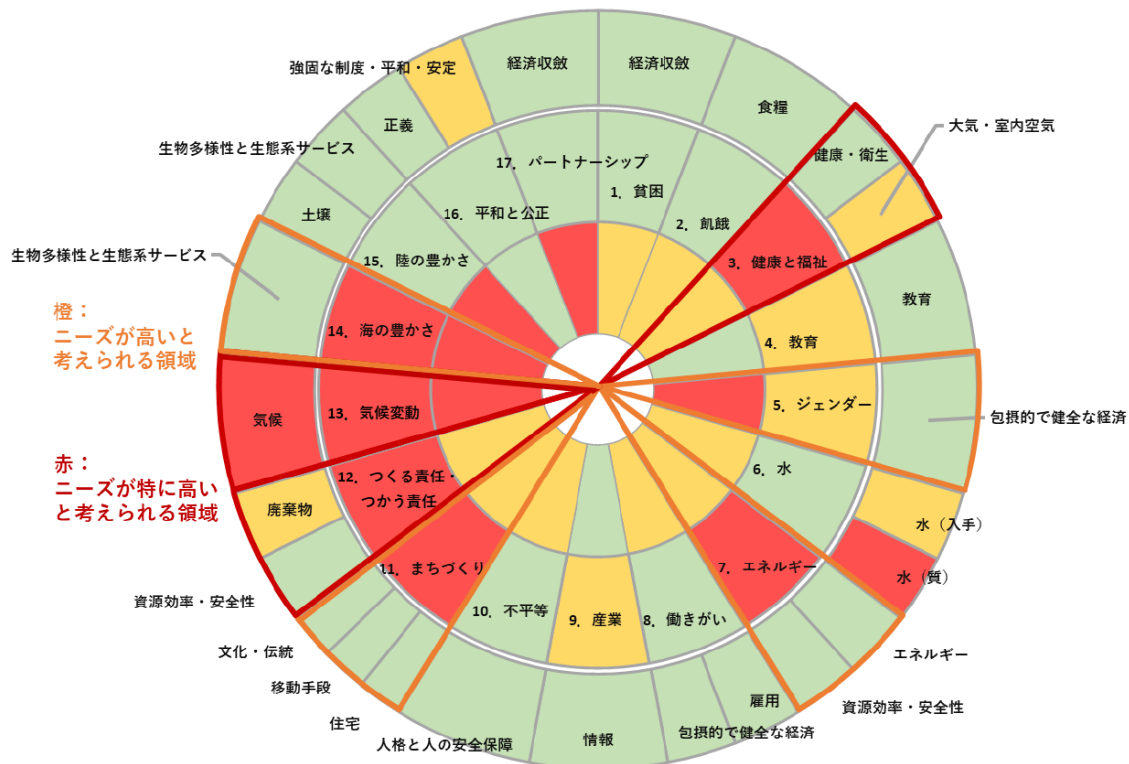 経済収斂
経済収斂
強固な制度・平和・安定
食糧
正義
大気・室内空気
生物多様性と生態系サービス
健康・衛生
17. パートナーシップ
1. 貧困
16. 平和と公正
2. 飢餓
土壌
生物多様性と生態系サービス
15. 陸の豊かさ
3. 健康と福祉
教育
橙：
ニーズが高いと
考えられる領域
14. 海の豊かさ
4. 教育
気候
13. 気候変動
5. ジェンダー
包摂的で健全な経済
赤：
ニーズが特に高い
と考えられる領域
12. つくる責任・
つかう責任
6. 水
廃棄物
水（入手）
11. まちづくり
7. エネルギー
水（質）
資源効率・安全性
10. 不平等
9. 産業
8. 働きがい
文化・伝統
エネルギー
移動手段
住宅
雇用
資源効率・安全性
人格と人の安全保障
情報
包摂的で健全な経済